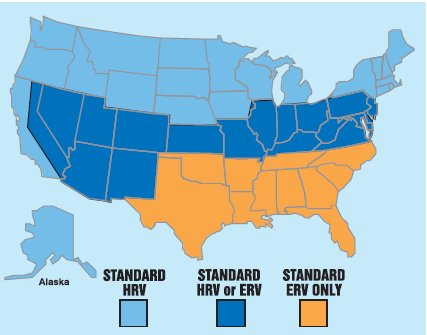 Alaska
STANDARD
HRV
STANDARD
HRV or ERV
STANDARD
ERV ONLY